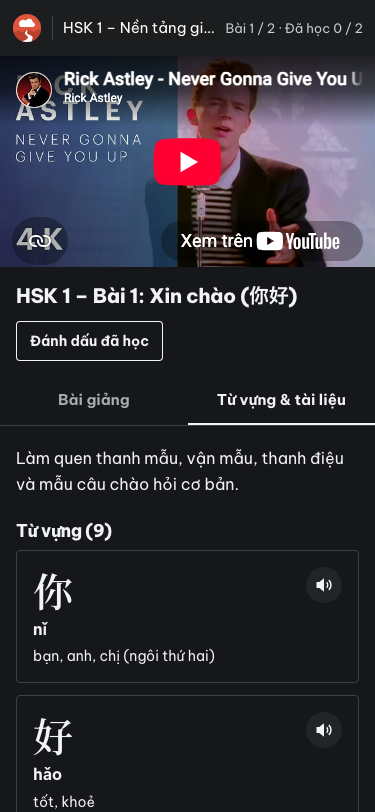 HSK 1 – Nền tảng gi...
Bài 1 / 2 · Đã học 0 / 2
Rick Astley - Never Gonna Give You U
Rick Astley
ASTLEY
NEVER GONNA
GIVE YOU UP
4K
Xem trên YouTube
HSK 1 – Bài 1: Xin chào (你好)
Đánh dấu đã học
Bài giảng
Từ vựng & tài liệu
Làm quen thanh mẫu, vận mẫu, thanh điệu
và mẫu câu chào hỏi cơ bản.
Từ vựng (9)
你
nǐ
bạn, anh, chị (ngôi thứ hai)
好
hǎo
tốt, khoẻ